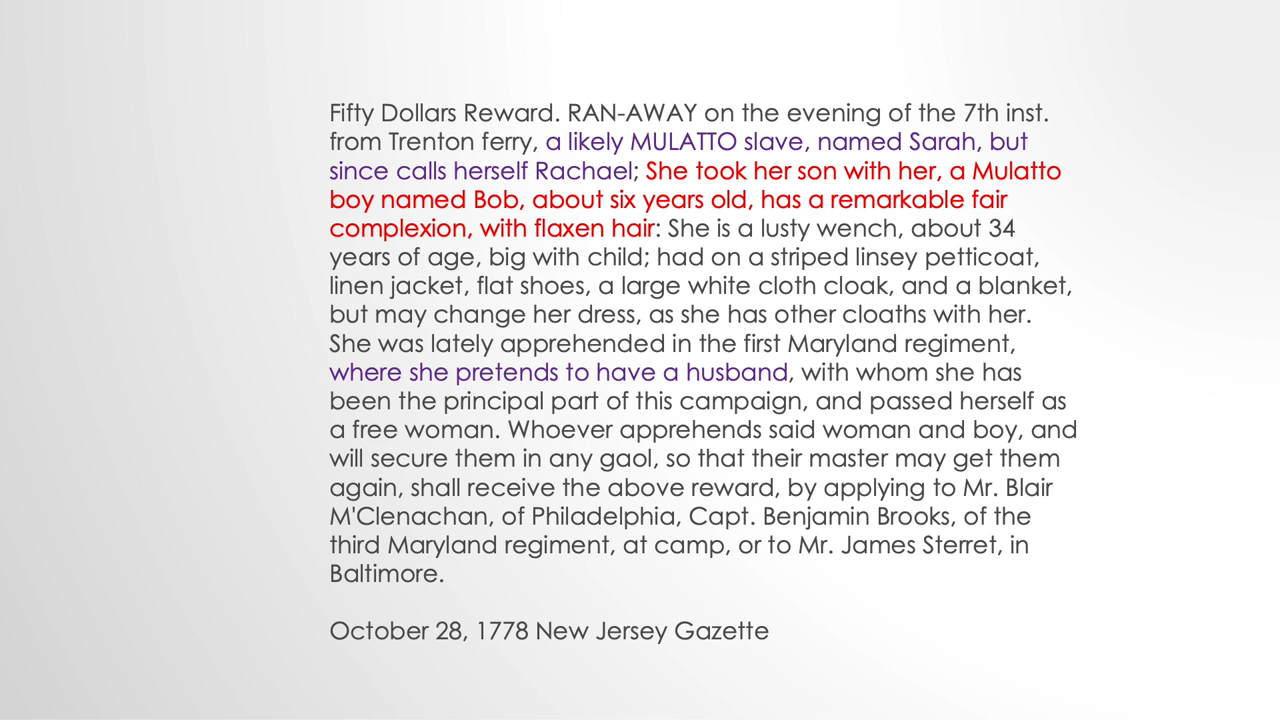 Fifty Dollars Reward. RAN-AWAY on the evening of the 7th inst.
from Trenton ferry, a likely MULATTO slave, named Sarah, but
since calls herself Rachael; She took her son with her, a Mulatto
boy named Bob, about six years old, has a remarkable fair
complexion, with flaxen hair: She is a lusty wench, about 34
years of age, big with child; had on a striped linsey petticoat,
linen jacket, flat shoes, a large white cloth cloak, and a blanket,
but may change her dress, as she has other cloaths with her.
She was lately apprehended in the first Maryland regiment,
where she pretends to have a husband, with whom she has
been the principal part of this campaign, and passed herself as
a free woman. Whoever apprehends said woman and boy, and
will secure them in any gaol, so that their master may get them
again, shall receive the above reward, by applying to Mr. Blair
M'Clenachan, of Philadelphia, Capt. Benjamin Brooks, of the
third Maryland regiment, at camp, or to Mr. James Sterret, in
Baltimore.
October 28, 1778 New Jersey Gazette